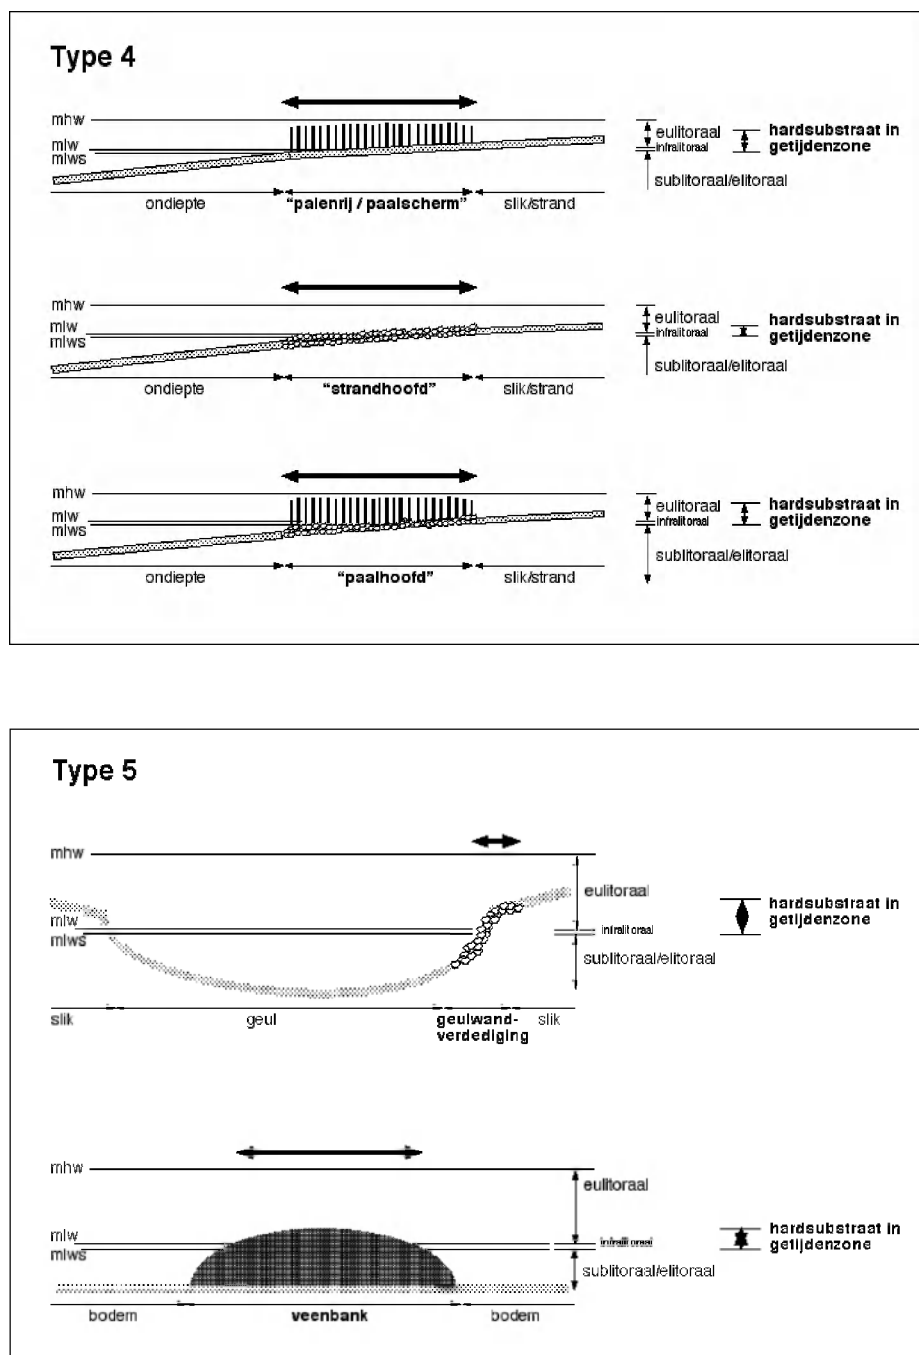 Type 4
mhw
mlw
mlws
eulitoraal
infralitoraal
sublitoraal/elitoraal
hardsubstraat in
getijdenzone
ondiepte
"palenrij / paalscherm"
slik/strand
mhw
mlw
mlws
eulitoraal
infralitoraal
sublitoraal/elitoraal
hardsubstraat in
getijdenzone
ondiepte
"strandhoofd"
slik/strand
mhw
mlw
mlws
eulitoraal
infralitoraal
sublitoraal/elitoraal
hardsubstraat in
getijdenzone
ondiepte
"paalhoofd"
slik/strand
Type 5
mhw
mlw
mlws
eulitoraal
infralitoraal
sublitoraal/elitoraal
hardsubstraat in
getijdenzone
slik
geul
geulwand-
verdediging
slik
mhw
mlw
mlws
eulitoraal
infralitoraal
sublitoraal/elitoraal
hardsubstraat in
getijdenzone
bodem
veenbank
bodem